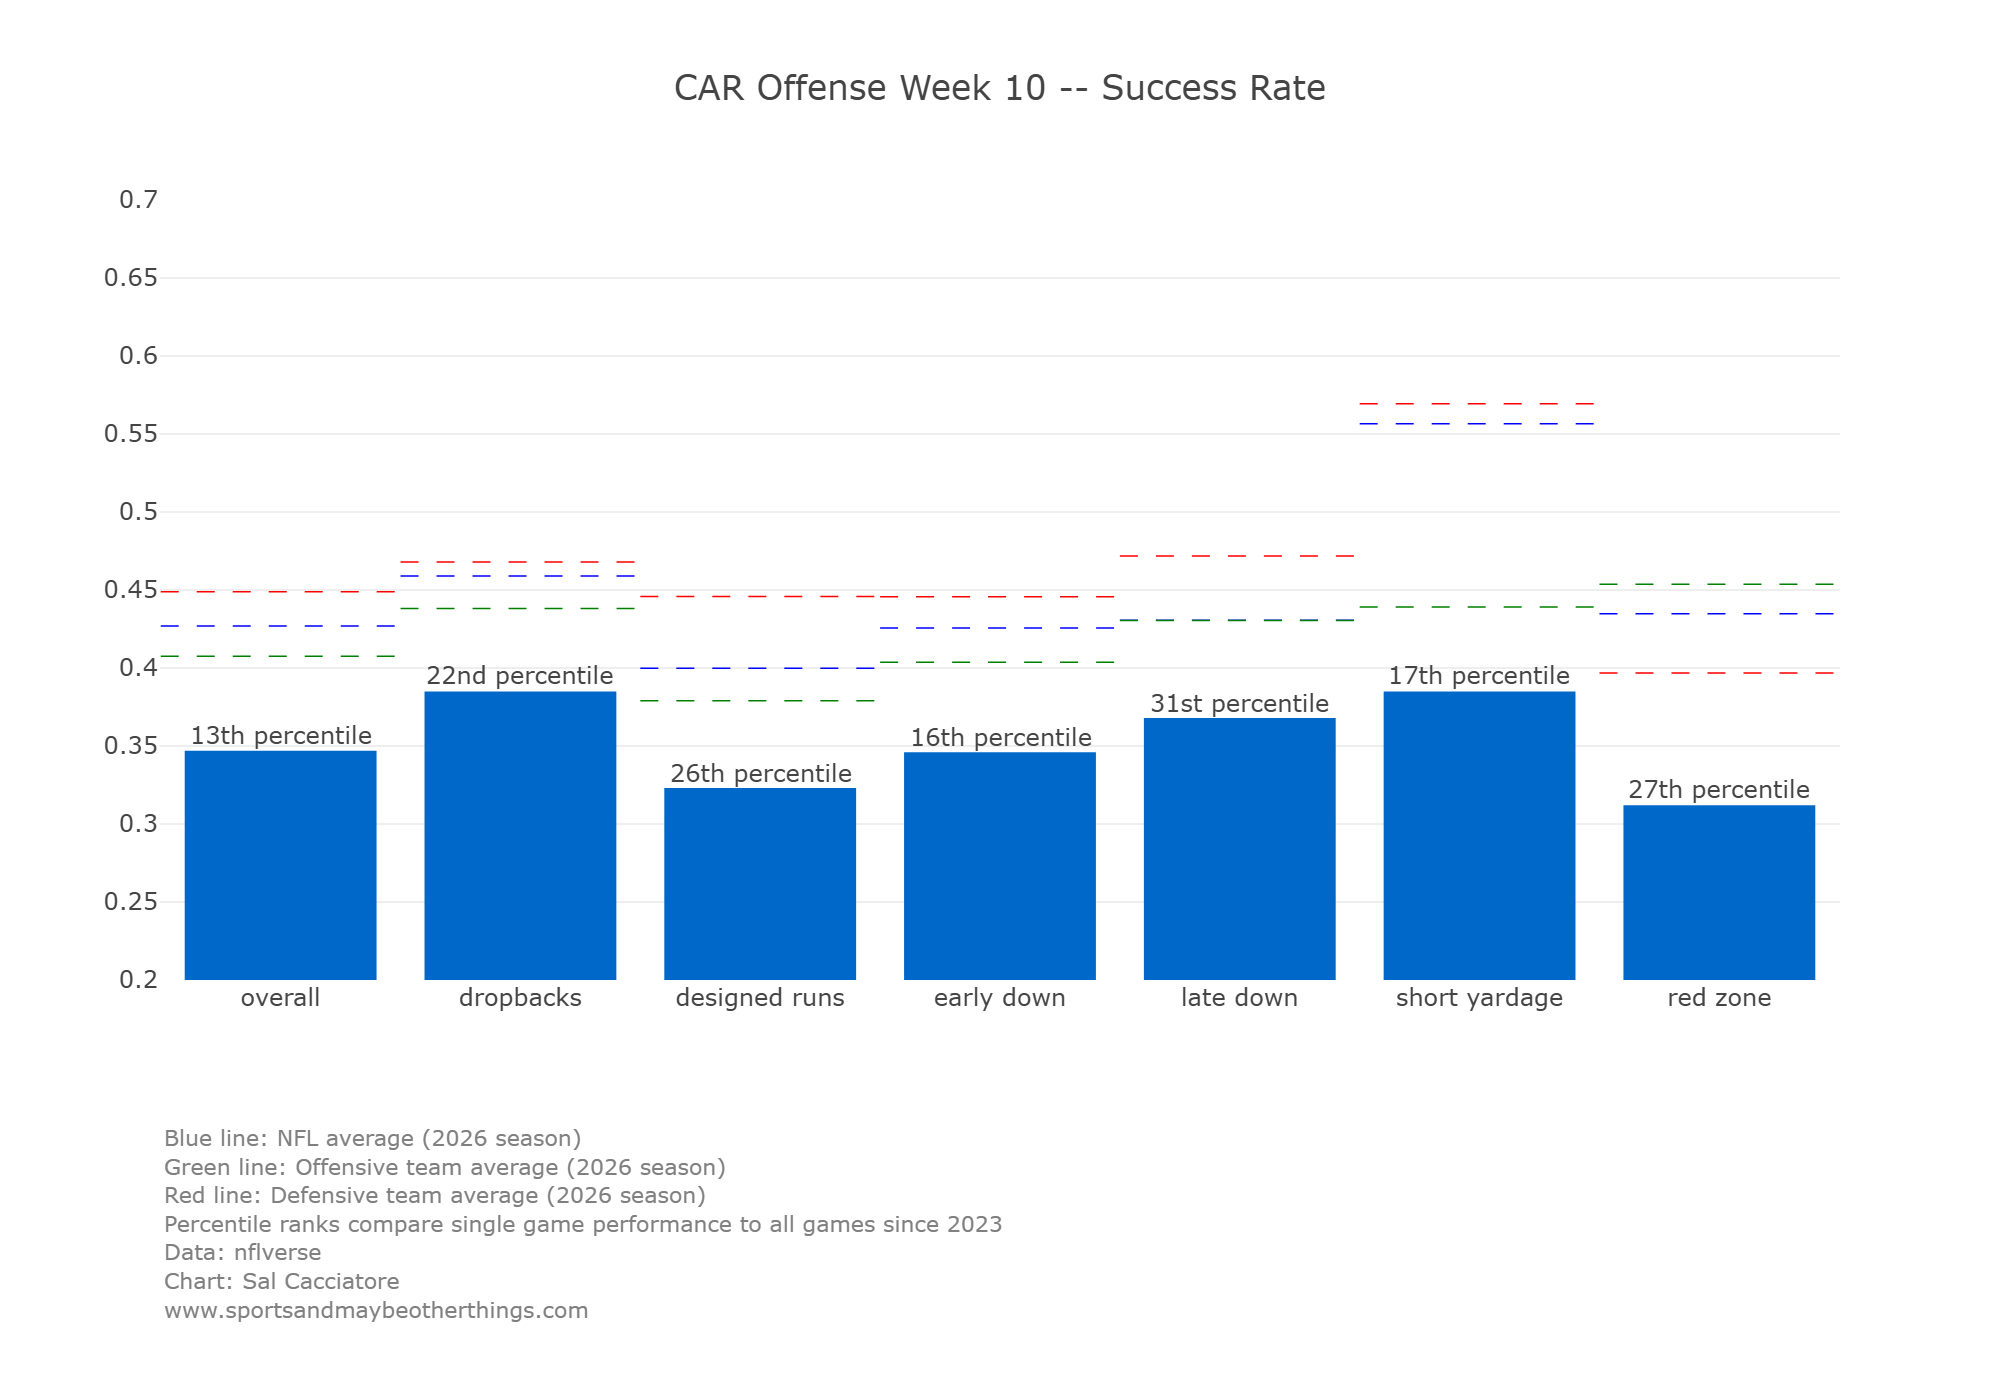 CAR Offense Week 10 -- Success Rate
0.7
0.65
0.6
0.55
0.5
0.45
0.4
0.35
0.3
0.25
0.2
13th percentile
22nd percentile
26th percentile
16th percentile
31st percentile
17th percentile
27th percentile
overall
dropbacks
designed runs
early down
late down
short yardage
red zone
Blue line: NFL average (2026 season)
Green line: Offensive team average (2026 season)
Red line: Defensive team average (2026 season)
Percentile ranks compare single game performance to all games since 2023
Data: nflverse
Chart: Sal Cacciatore
www.sportsandmaybeotherthings.com